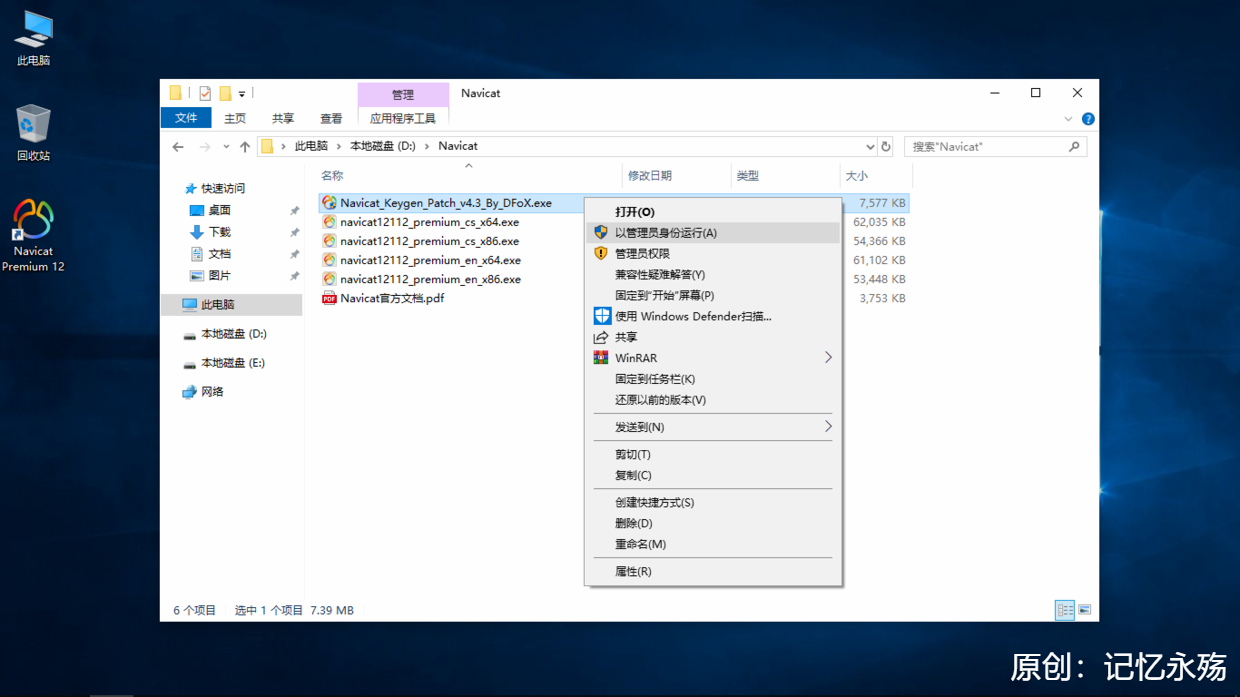 此电脑
回收站
Navicat
Premium 12
管理
Navicat
文件
主页
共享
查看
应用程序工具
此电脑
本地磁盘 (D:)
Navicat
搜索"Navicat"
名称
修改日期
类型
大小
快速访问
桌面
下载
文档
图片
此电脑
本地磁盘 (D:)
本地磁盘 (E:)
网络
Navicat_Keygen_Patch_v4.3_By_DFoX.exe
7,577 KB
navicat12112_premium_cs_x64.exe
62,035 KB
navicat12112_premium_cs_x86.exe
54,366 KB
navicat12112_premium_en_x64.exe
61,102 KB
navicat12112_premium_en_x86.exe
53,448 KB
PDF
Navicat官方文档.pdf
3,753 KB
打开(O)
以管理员身份运行(A)
管理员权限
兼容性疑难解答(Y)
固定到"开始"屏幕(P)
使用 Windows Defender扫描...
共享
WinRAR
固定到任务栏(K)
还原以前的版本(V)
发送到(N)
剪切(T)
复制(C)
创建快捷方式(S)
删除(D)
重命名(M)
属性(R)
6 个项目
选中 1 个项目 7.39 MB
原创：记忆永殇